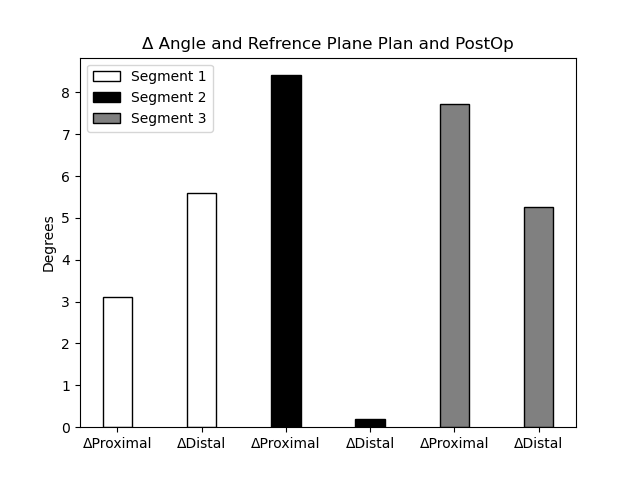 Δ Angle and Refrence Plane Plan and PostOp
Segment 1
Segment 2
Segment 3
Degrees
8
7
6
5
4
3
2
1
0
ΔProximal ΔDistal ΔProximal ΔDistal ΔProximal ΔDistal